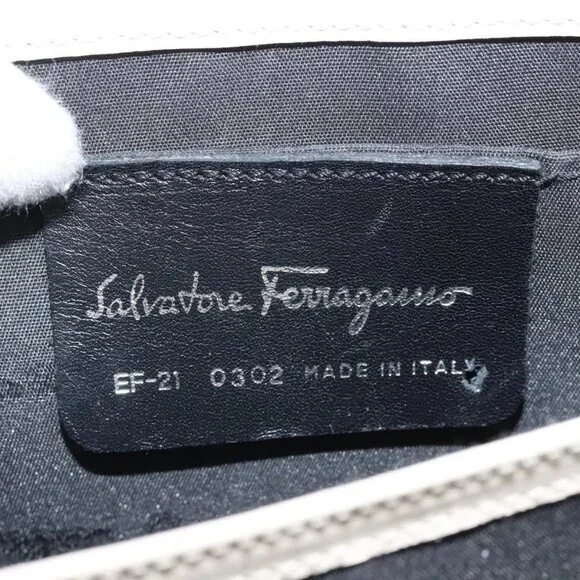 Salvatore Ferragamo
EF-21 0302 MADE IN ITALY